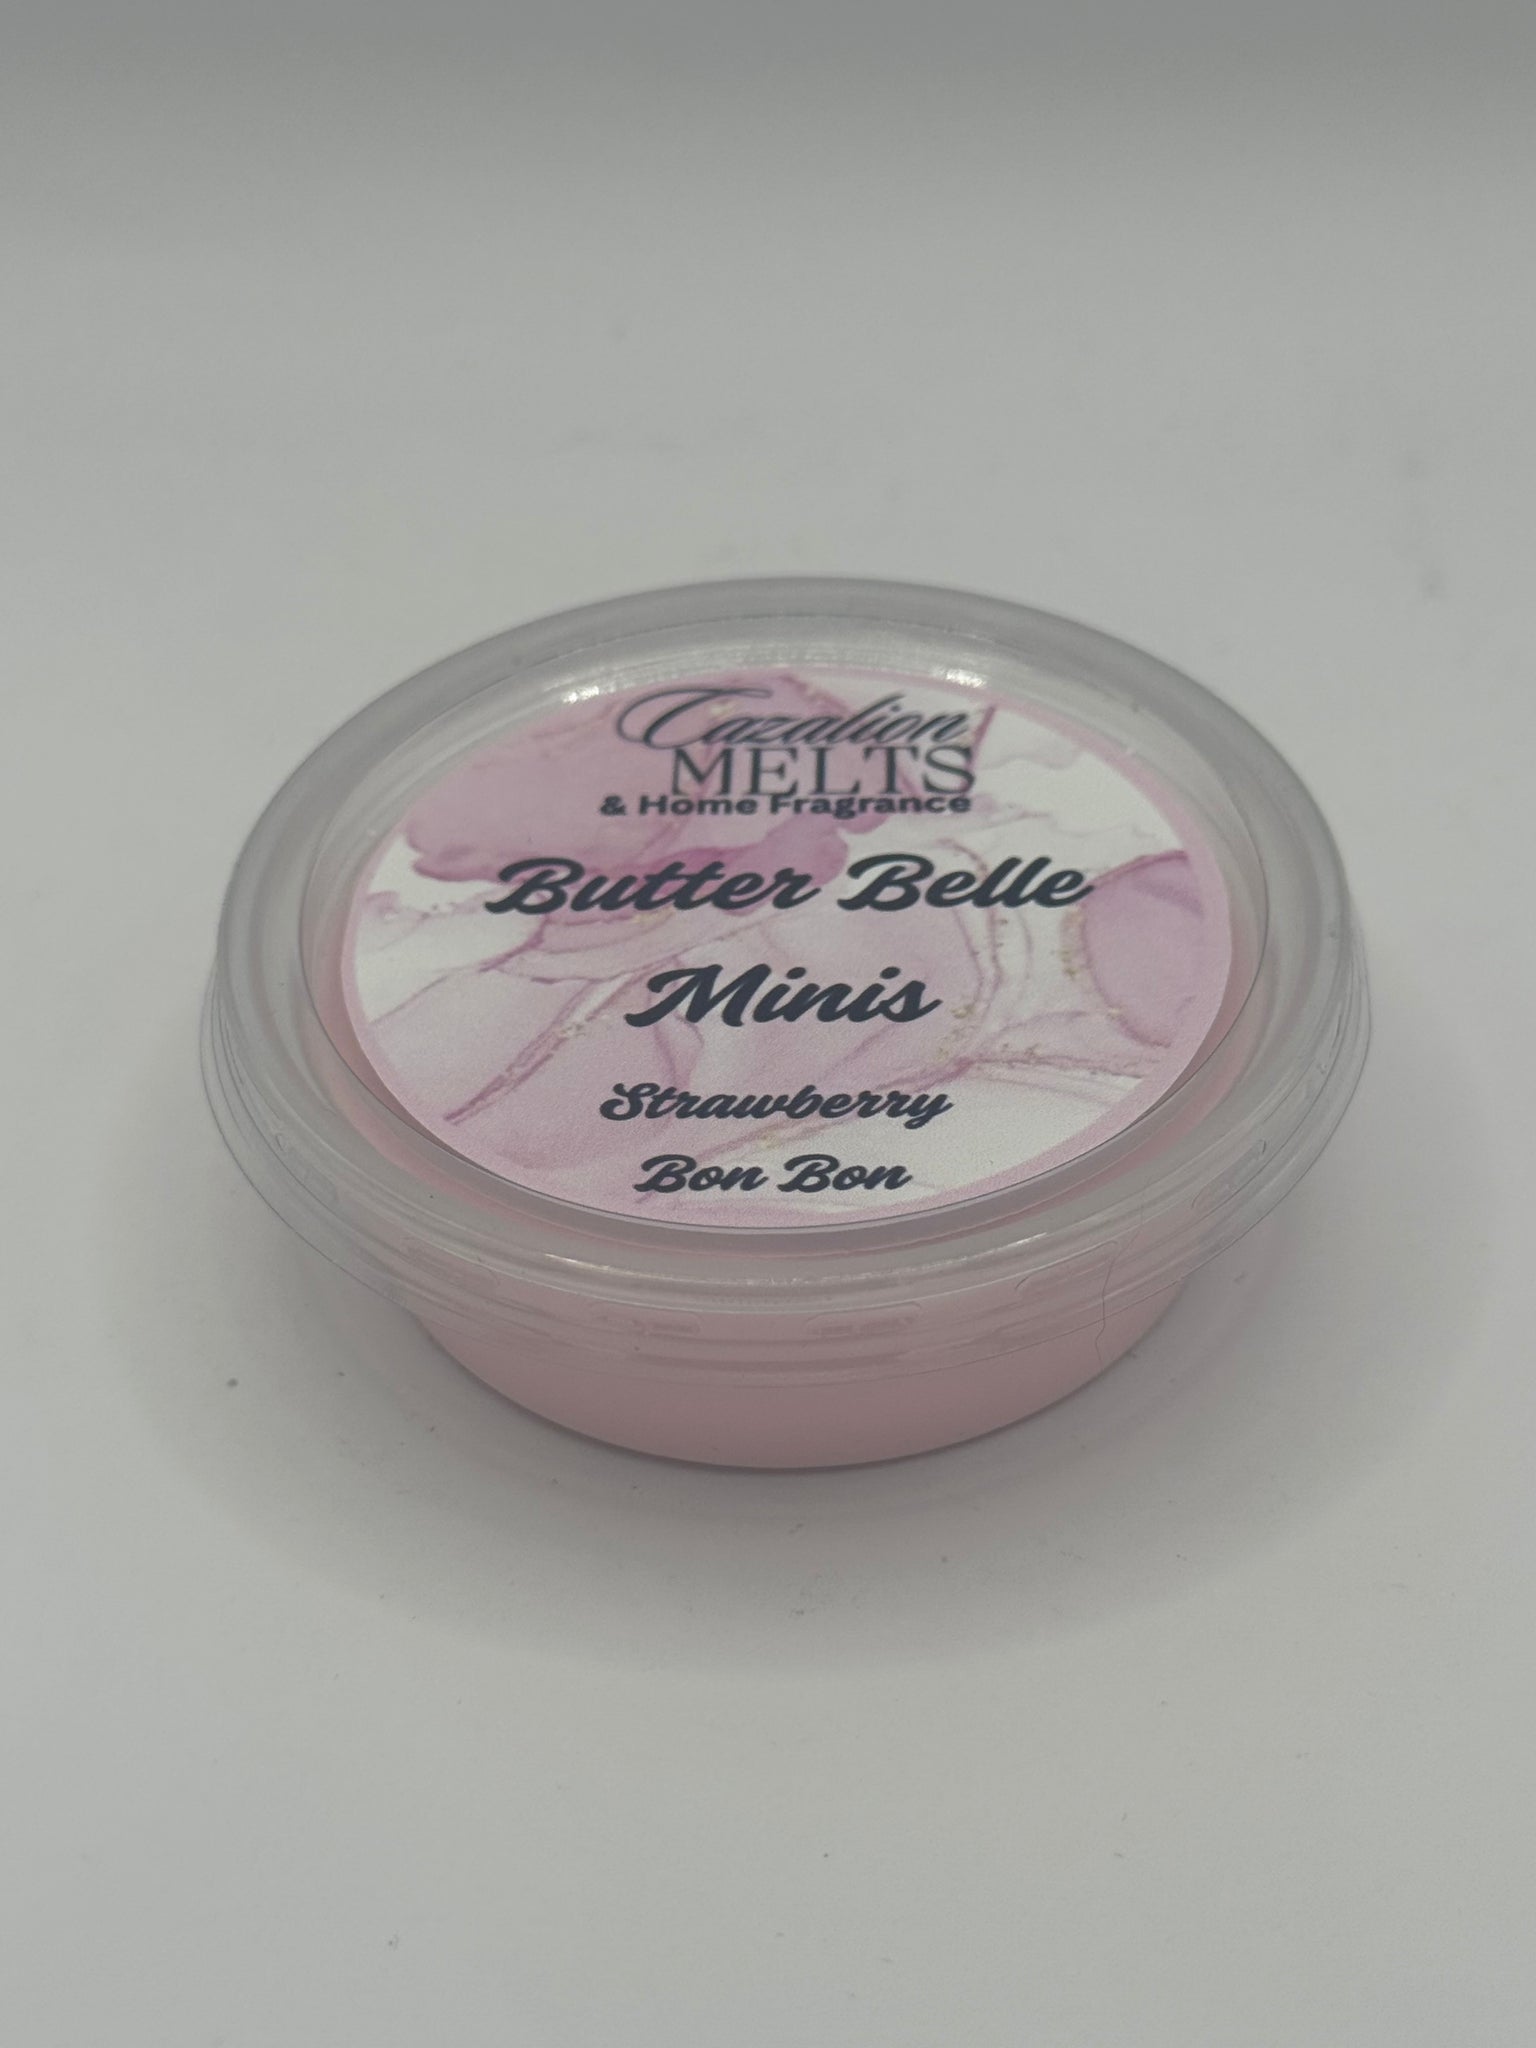 Cazalion
MELTS
& Home Fragrance
Butter Belle
Minis
Strawberry
Bon Bon